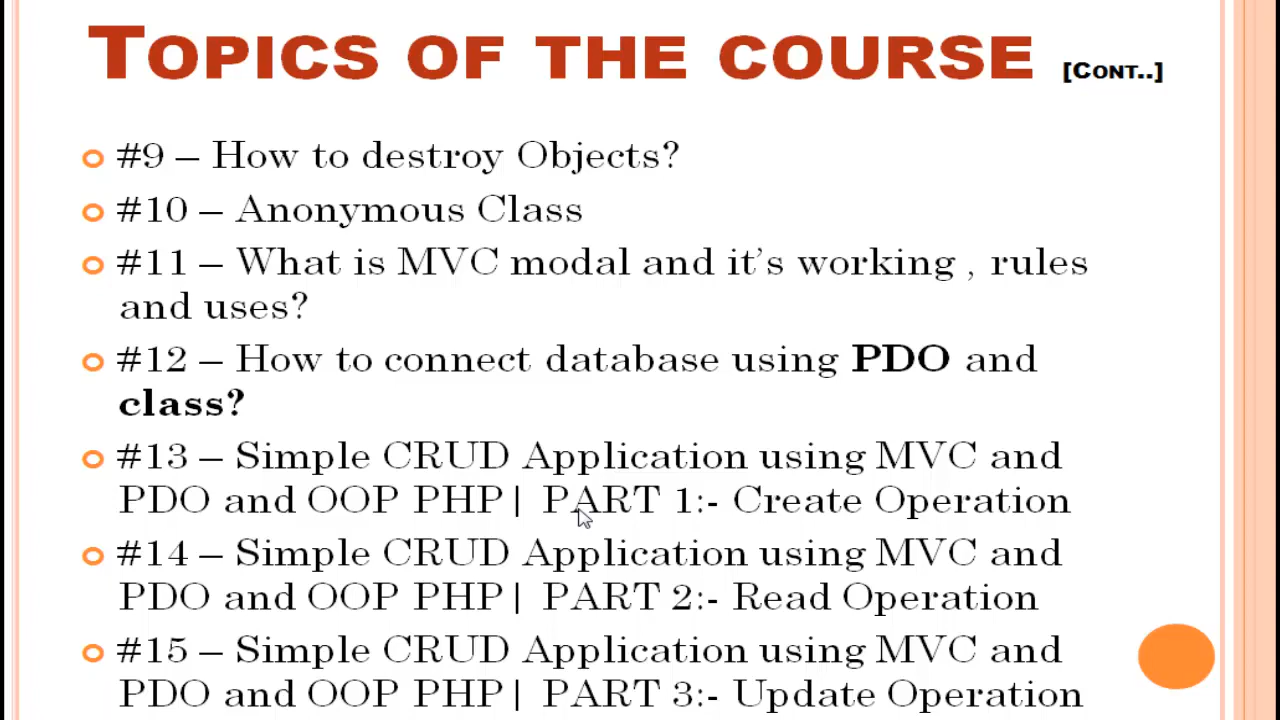 TOPICS OF THE COURSE [CONT..]
#9 – How to destroy Objects?
#10 – Anonymous Class
#11 – What is MVC modal and it's working , rules
and uses?
#12 – How to connect database using PDO and
class?
#13 – Simple CRUD Application using MVC and
PDO and OOP PHP| PART 1:- Create Operation
#14 – Simple CRUD Application using MVC and
PDO and OOP PHP| PART 2:- Read Operation
#15 – Simple CRUD Application using MVC and
PDO and OOP PHP| PART 3:- Update Operation